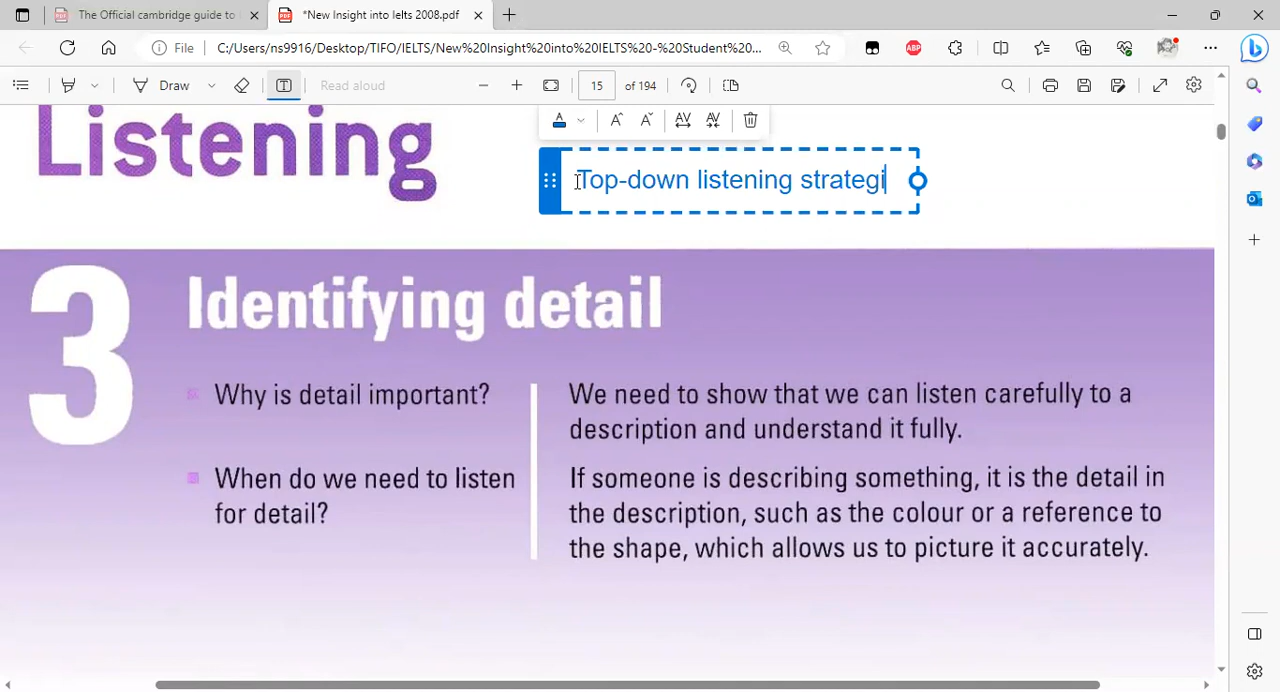 The Official cambridge guide to
*New Insight into Ielts 2008.pdf
File
C:/Users/ns9916/Desktop/TIFO/IELTS/New%20Insight%20into%20IELTS%20-%20Student%20...
ABP
Draw
Read aloud
15
of 194
Listening
Top-down listening strategi
3
Identifying detail
Why is detail important?
We need to show that we can listen carefully to a
description and understand it fully.
When do we need to listen
for detail?
If someone is describing something, it is the detail in
the description, such as the colour or a reference to
the shape, which allows us to picture it accurately.